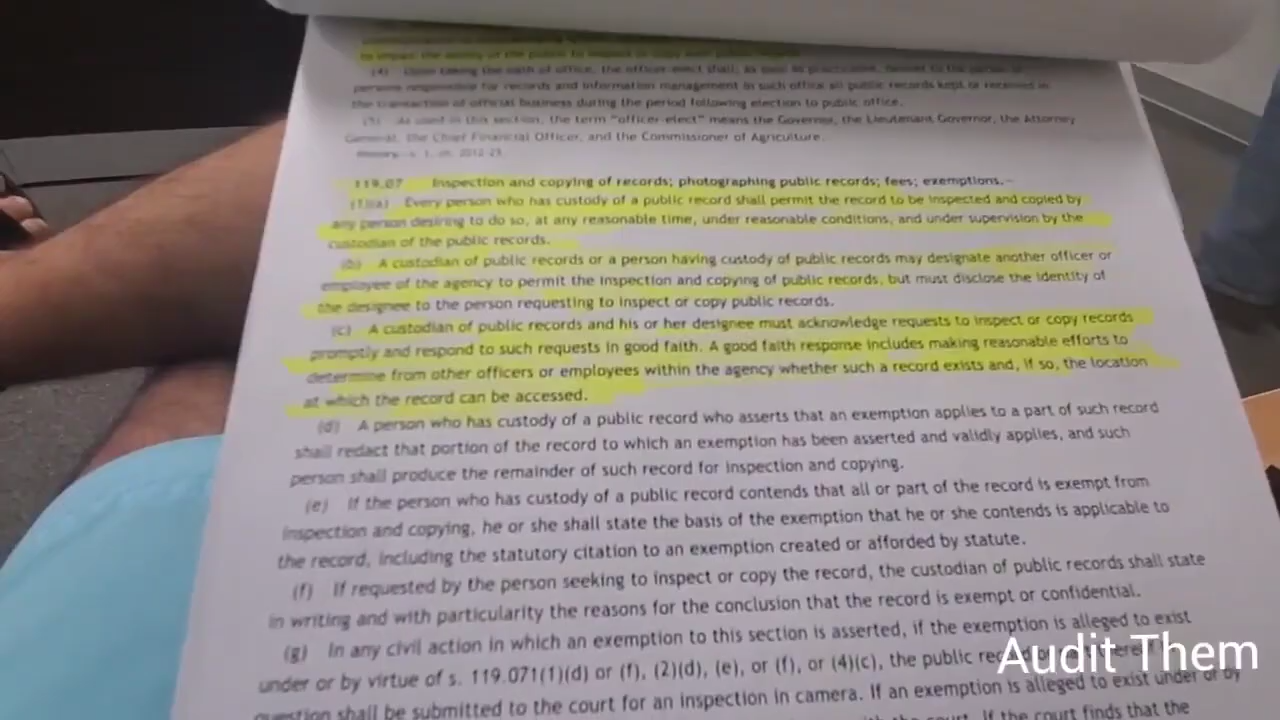 to impair the ability of the public to inspect or copy
(4) Upon taking the oath of office, the officer-elect shall, as soon as practicable, deliver to the person or
persons responsible for records and information management in such office all public records kept or received in
the transaction of official business during the period following election to public office.
(5) As used in this section, the term "officer-elect" means the Governor, the Lieutenant Governor, the Attorney
General, the Chief Financial Officer, and the Commissioner of Agriculture.
History.—s. 1, ch. 2012-25.
119.07 Inspection and copying of records; photographing public records; fees; exemptions.—
(1)(a) Every person who has custody of a public record shall permit the record to be inspected and copied by
any person desiring to do so, at any reasonable time, under reasonable conditions, and under supervision by the
custodian of the public records.
(b) A custodian of public records or a person having custody of public records may designate another officer or
employee of the agency to permit the inspection and copying of public records, but must disclose the identity of
the designee to the person requesting to inspect or copy public records.
(c) A custodian of public records and his or her designee must acknowledge requests to inspect or copy records
promptly and respond to such requests in good faith. A good faith response includes making reasonable efforts to
determine from other officers or employees within the agency whether such a record exists and, if so, the location
at which the record can be accessed.
(d) A person who has custody of a public record who asserts that an exemption applies to a part of such record
shall redact that portion of the record to which an exemption has been asserted and validly applies, and such
person shall produce the remainder of such record for inspection and copying.
(e) If the person who has custody of a public record contends that all or part of the record is exempt from
inspection and copying, he or she shall state the basis of the exemption that he or she contends is applicable to
the record, including the statutory citation to an exemption created or afforded by statute.
(f) If requested by the person seeking to inspect or copy the record, the custodian of public records shall state
in writing and with particularity the reasons for the conclusion that the record is exempt or confidential.
(g) In any civil action in which an exemption to this section is asserted, if the exemption is alleged to exist
under or by virtue of s. 119.071(1)(d) or (f), (2)(d), (e), or (f), or (4)(c), the public
question shall be submitted to the court for an inspection in camera. If an exemption is alleged to exist under or by
court. If the court finds that the
Audit Them